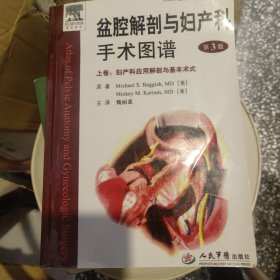 盆腔解剖与妇产科
手术图谱
第3版
上卷：妇产科应用解剖与基本术式
原著 Michael S. Baggish, MD [美]
Mickey M. Karram, MD [美]
主译 魏丽惠
Atlas of Pelvic Anatomy and Gynecologic Surgery
人民军医出版社